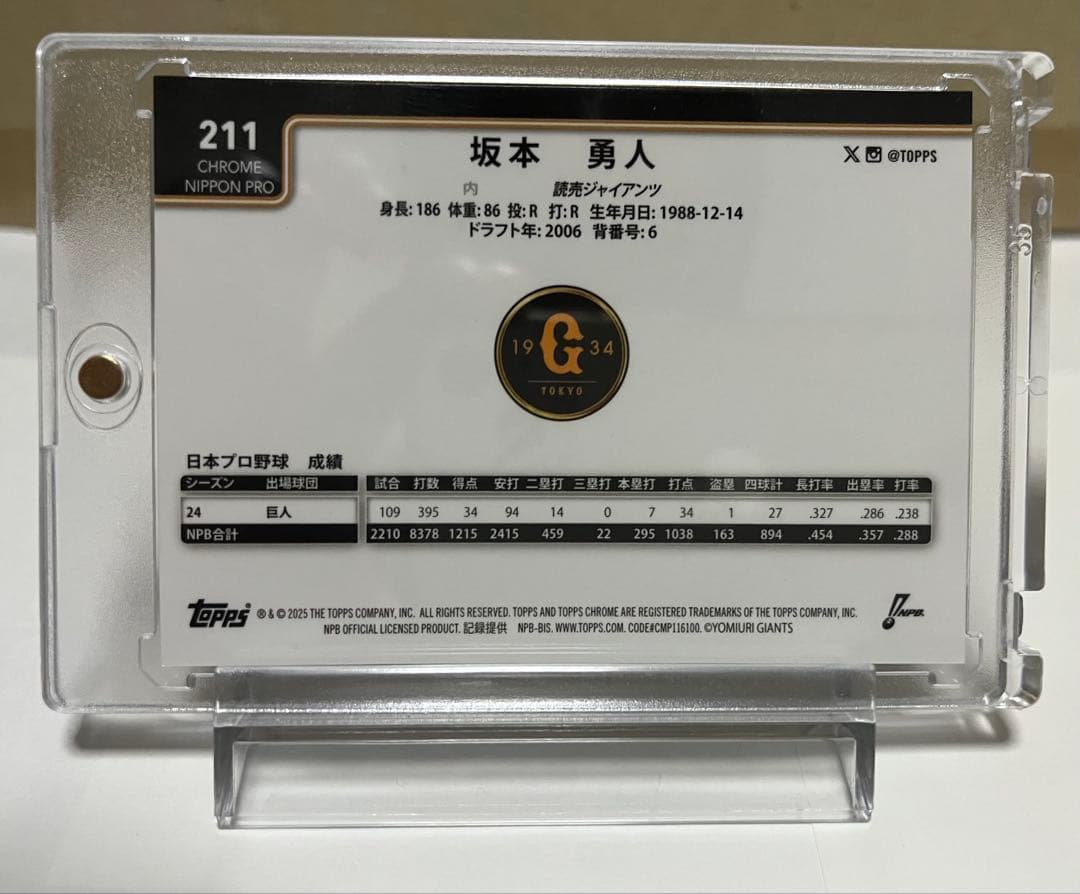 211
CHROME
NIPPON PRO
坂本 勇人
@TOPPS
内 読売ジャイアンツ
身長: 186 体重: 86 投: R 打: R 生年月日: 1988-12-14
ドラフト年: 2006 背番号: 6
19 G 34
TOKYO
日本プロ野球 成績
シーズン 出場球団 試合 打数 得点 安打 二塁打 三塁打 本塁打 打点 盗塁 四球計 長打率 出塁率 打率
24 巨人 109 395 34 94 14 0 7 34 1 27 .327 .286 .238
NPB合計 2210 8378 1215 2415 459 22 295 1038 163 894 .454 .357 .288
topps ® & © 2025 THE TOPPS COMPANY, INC. ALL RIGHTS RESERVED. TOPPS AND TOPPS CHROME ARE REGISTERED TRADEMARKS OF THE TOPPS COMPANY, INC.
NPB OFFICIAL LICENSED PRODUCT. 記録提供 NPB-BIS. WWW.TOPPS.COM. CODE#CMP116100. ©YOMIURI GIANTS
NPB
35